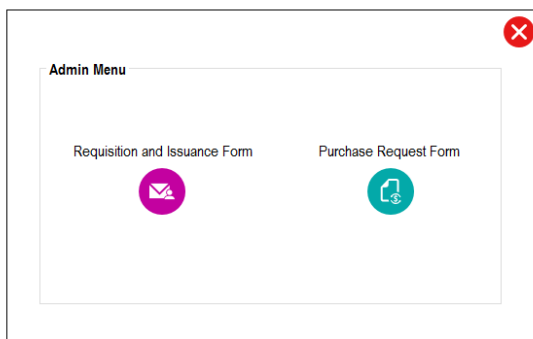 Admin Menu
Requisition and Issuance Form
Purchase Request Form